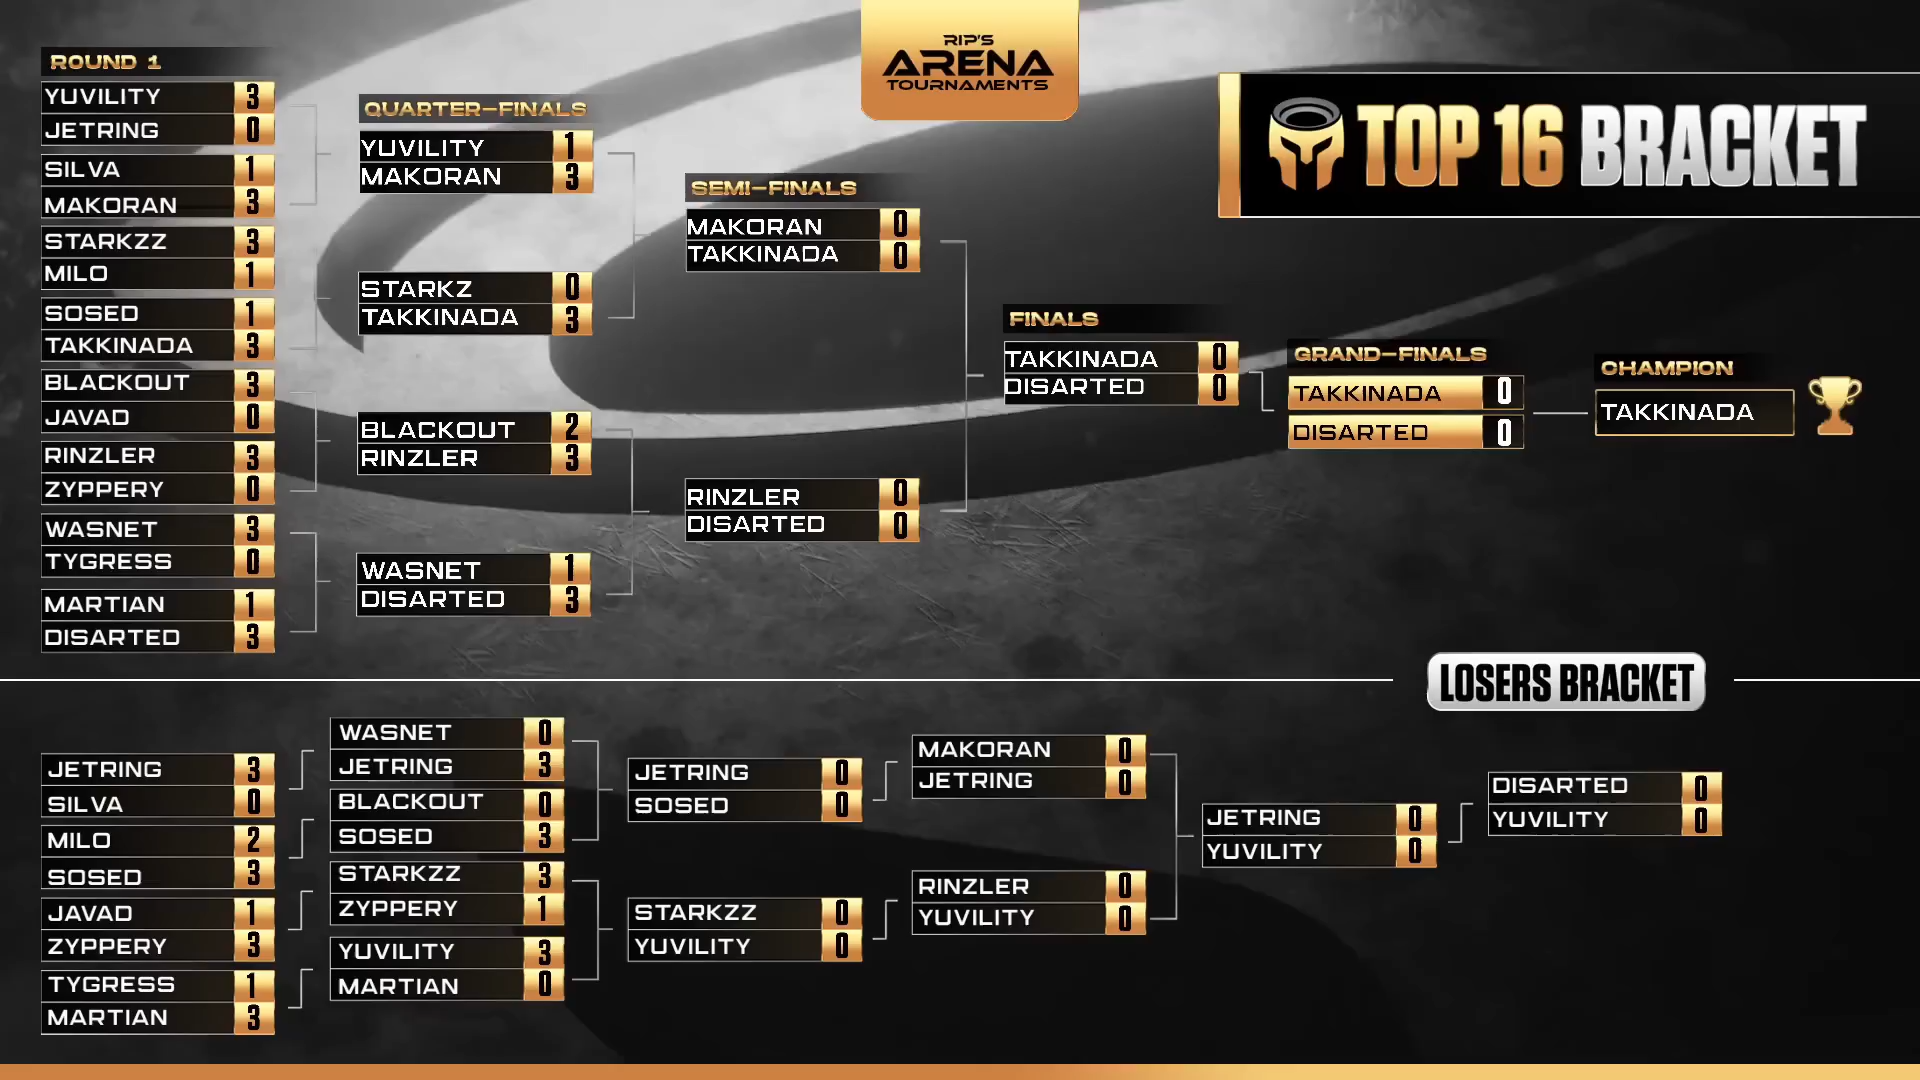 RIP'S
ARENA
TOURNAMENTS
TOP 16 BRACKET
ROUND 1
YUVILITY 3
JETRING 0
SILVA 1
MAKORAN 3
STARKZZ 3
MILO 1
SOSED 1
TAKKINADA 3
BLACKOUT 3
JAVAD 0
RINZLER 3
ZYPPERY 0
WASNET 3
TYGRESS 0
MARTIAN 1
DISARTED 3
QUARTER-FINALS
YUVILITY 1
MAKORAN 3
STARKZ 0
TAKKINADA 3
BLACKOUT 2
RINZLER 3
WASNET 1
DISARTED 3
SEMI-FINALS
MAKORAN 0
TAKKINADA 0
RINZLER 0
DISARTED 0
FINALS
TAKKINADA 0
DISARTED 0
GRAND-FINALS
TAKKINADA 0
DISARTED 0
CHAMPION
TAKKINADA
LOSERS BRACKET
JETRING 3
SILVA 0
MILO 2
SOSED 3
JAVAD 1
ZYPPERY 3
TYGRESS 1
MARTIAN 3
WASNET 0
JETRING 3
BLACKOUT 0
SOSED 3
STARKZZ 3
ZYPPERY 1
YUVILITY 3
MARTIAN 0
JETRING 0
SOSED 0
STARKZZ 0
YUVILITY 0
MAKORAN 0
JETRING 0
RINZLER 0
YUVILITY 0
JETRING 0
YUVILITY 0
DISARTED 0
YUVILITY 0